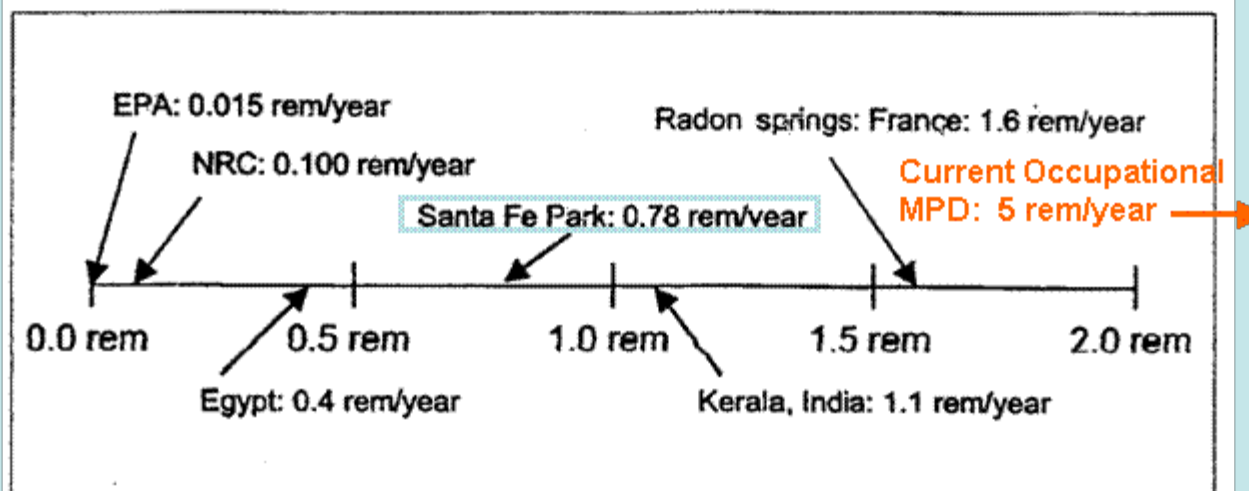 EPA: 0.015 rem/year
Radon springs: France: 1.6 rem/year
NRC: 0.100 rem/year
Current Occupational
MPD: 5 rem/year
Santa Fe Park: 0.78 rem/year
0.0 rem 0.5 rem 1.0 rem 1.5 rem 2.0 rem
Egypt: 0.4 rem/year
Kerala, India: 1.1 rem/year